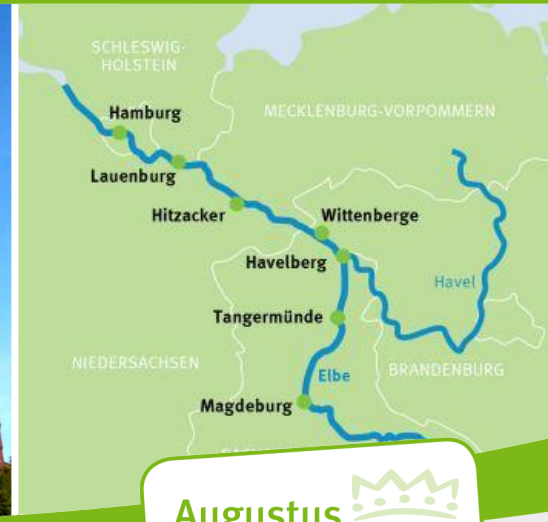 SCHLESWIG-
HOLSTEIN
Hamburg
MECKLENBURG-VORPOMMERN
Lauenburg
Hitzacker
Wittenberge
Havelberg
Havel
Tangermünde
NIEDERSACHSEN
Elbe
BRANDENBURG
Magdeburg
Augustus